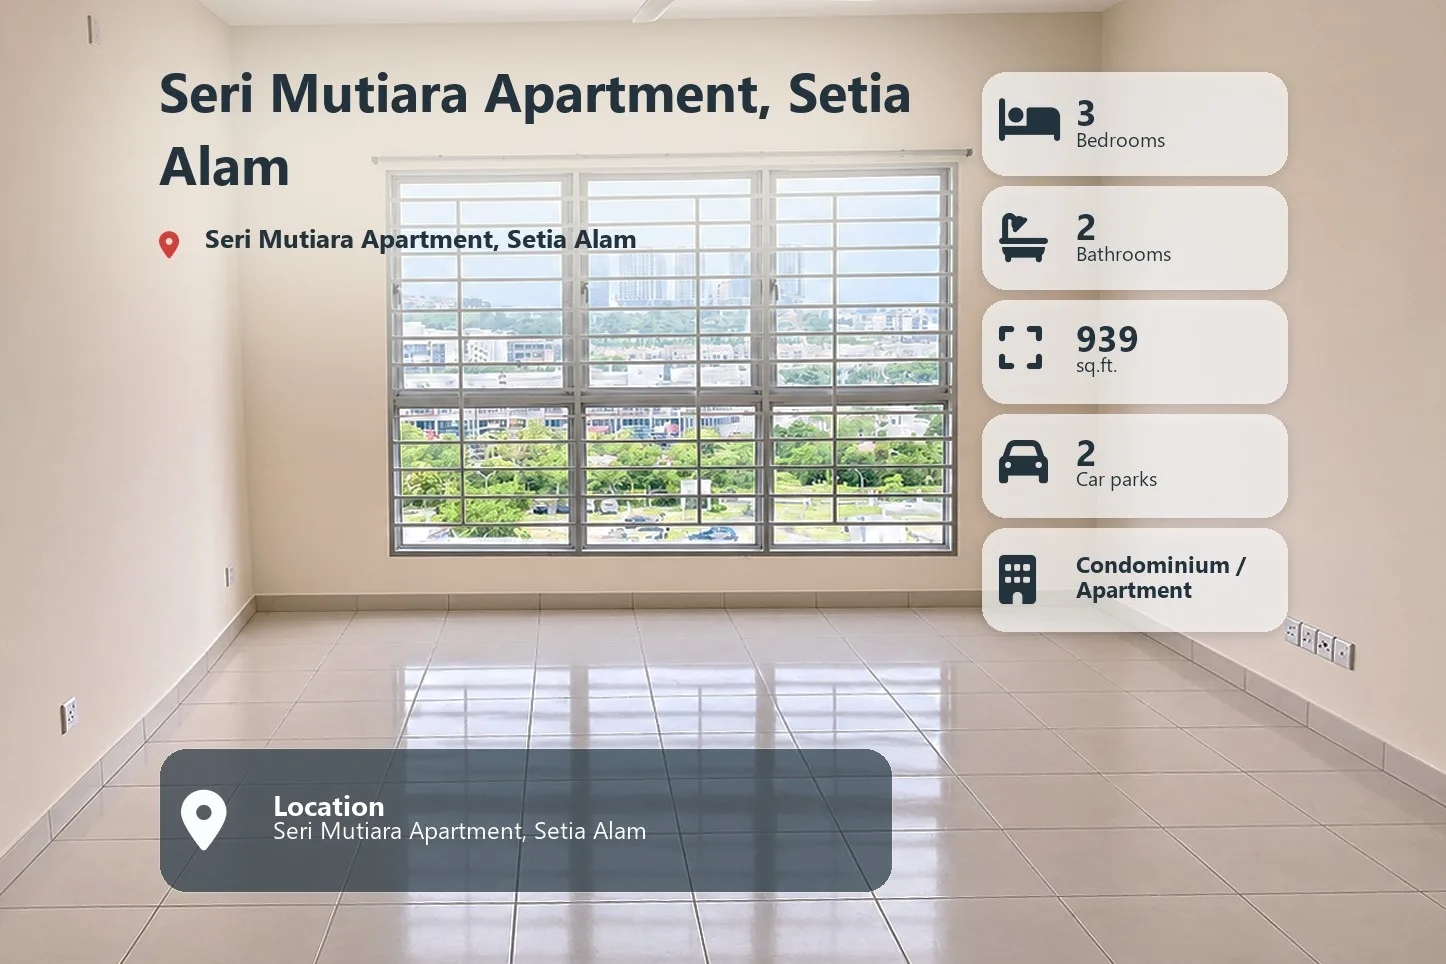 Seri Mutiara Apartment, Setia
Alam
Seri Mutiara Apartment, Setia Alam
3
Bedrooms
2
Bathrooms
939
sq.ft.
2
Car parks
Condominium /
Apartment
Location
Seri Mutiara Apartment, Setia Alam